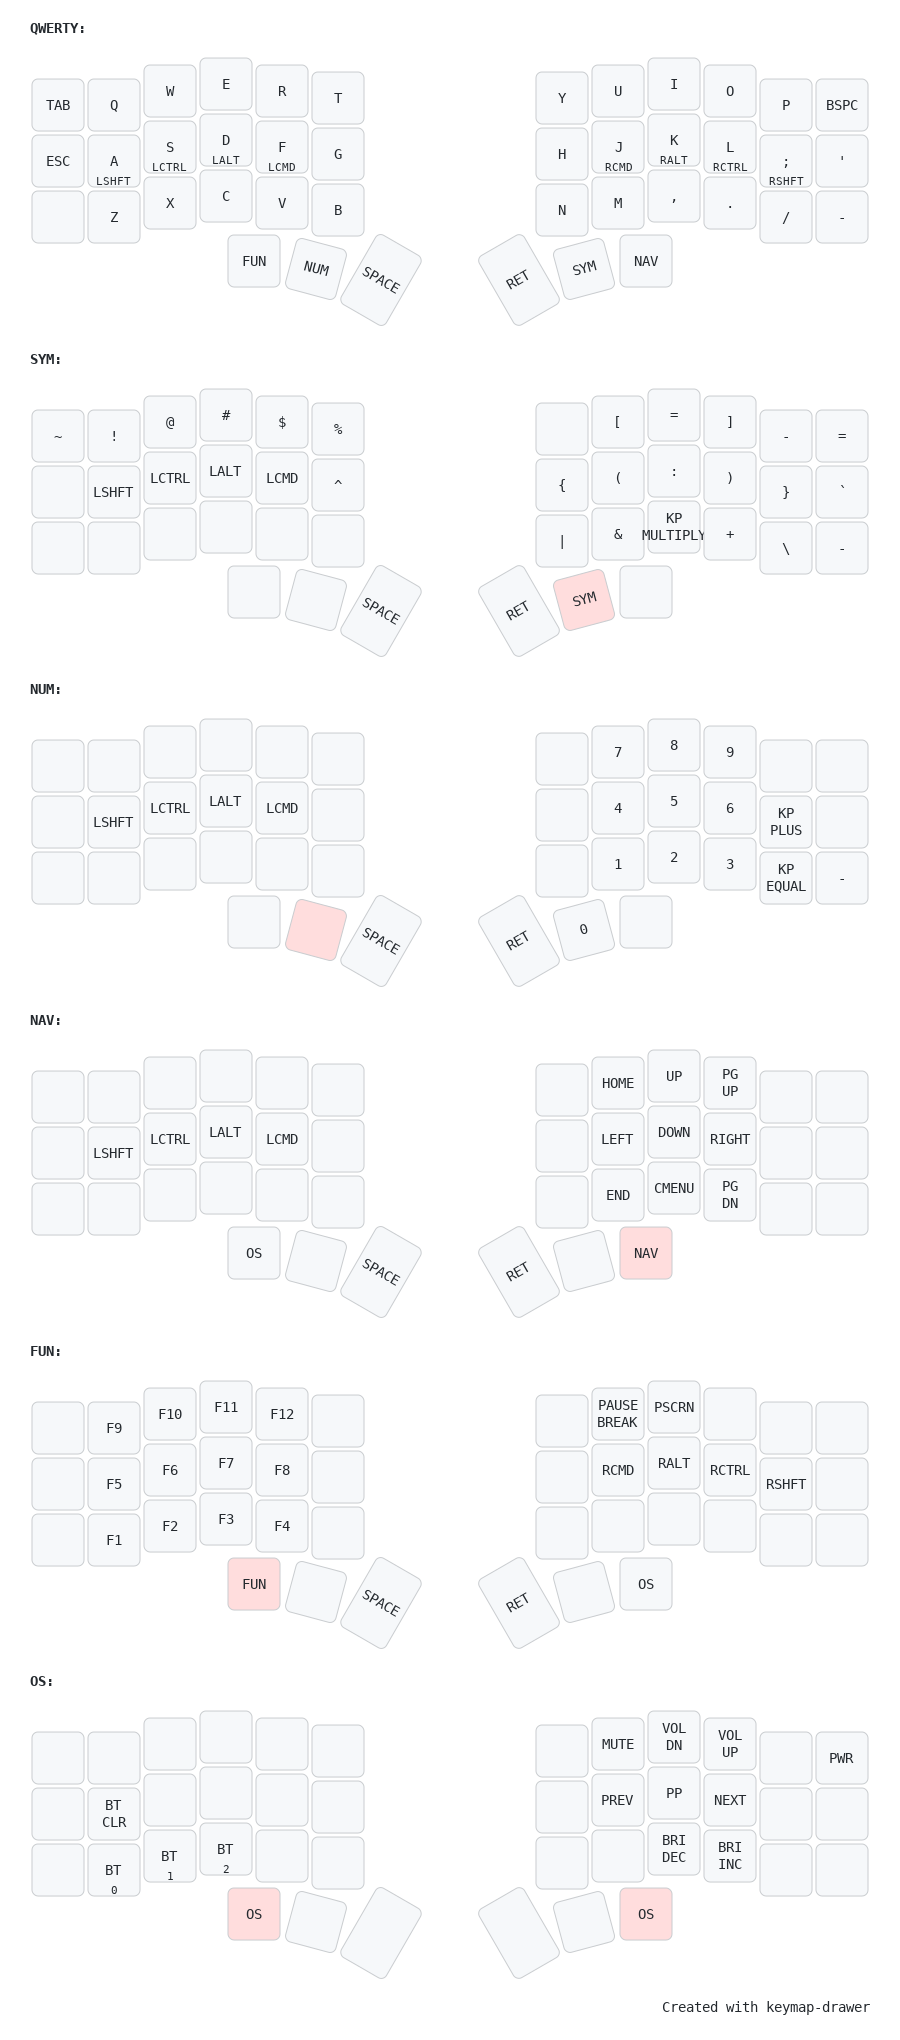 QWERTY:
TAB Q W E R T Y U I O P BSPC
ESC A S D F G H J K L ; '
LSHFT LCTRL LALT LCMD RCMD RALT RCTRL RSHFT
Z X C V B N M , . / -
FUN NUM SPACE RET SYM NAV
SYM:
~ ! @ # $ % [ = ] - =
LSHFT LCTRL LALT LCMD ^ { ( : ) } `
| & KP MULTIPLY + \ -
SPACE RET SYM
NUM:
7 8 9
LSHFT LCTRL LALT LCMD 4 5 6 KP PLUS
1 2 3 KP EQUAL -
SPACE RET 0
NAV:
HOME UP PG UP
LSHFT LCTRL LALT LCMD LEFT DOWN RIGHT
END CMENU PG DN
OS SPACE RET NAV
FUN:
F9 F10 F11 F12 PAUSE BREAK PSCRN
F5 F6 F7 F8 RCMD RALT RCTRL RSHFT
F1 F2 F3 F4
FUN SPACE RET OS
OS:
MUTE VOL DN VOL UP PWR
BT CLR PREV PP NEXT
BT 0 BT 1 BT 2 BRI DEC BRI INC
OS OS
Created with keymap-drawer